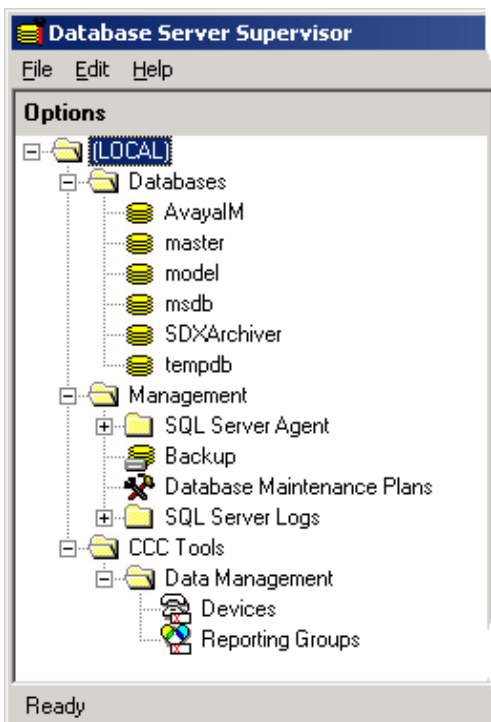 Database Server Supervisor
File Edit Help
Options
(LOCAL)
Databases
AvayaIM
master
model
msdb
SDXArchiver
tempdb
Management
SQL Server Agent
Backup
Database Maintenance Plans
SQL Server Logs
CCC Tools
Data Management
Devices
Reporting Groups
Ready